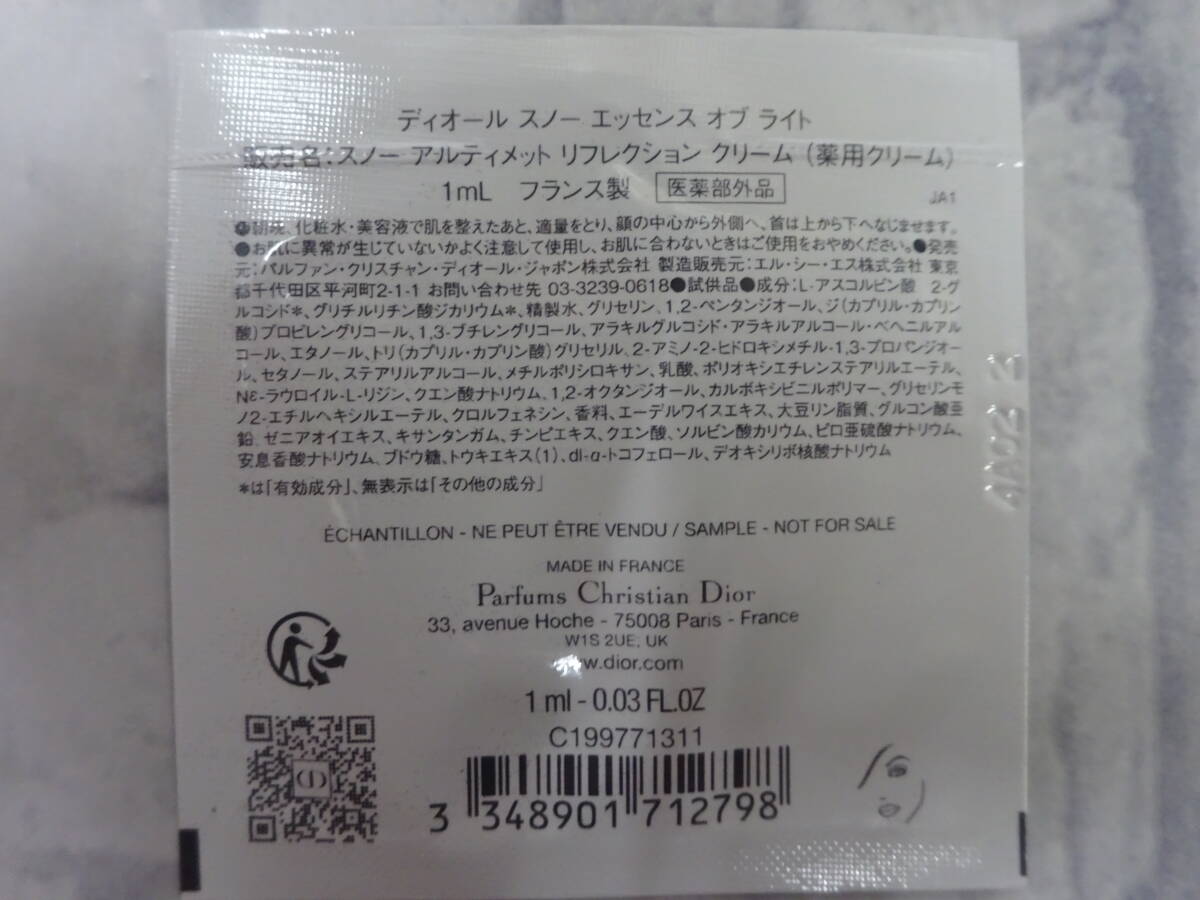 ディオール スノー エッセンス オブ ライト
販売名：スノー アルティメット リフレクション クリーム（薬用クリーム）
1mL フランス製 医薬部外品
JA1
●朝晩、化粧水・美容液で肌を整えたあと、適量をとり、顔の中心から外側へ、首は上から下へなじませます。
●お肌に異常が生じていないかよく注意して使用し、お肌に合わないときはご使用をおやめください。●発売
元：パルファン・クリスチャン・ディオール・ジャポン株式会社 製造販売元：エル・シー・エス株式会社 東京
都千代田区平河町2-1-1 お問い合わせ先 03-3239-0618●試供品●成分：L-アスコルビン酸 2-グ
ルコシド*、グリチルリチン酸ジカリウム*、精製水、グリセリン、1,2-ペンタンジオール、ジ(カプリル・カプリン
酸)プロピレングリコール、1,3-ブチレングリコール、アラキルグルコシド・アラキルアルコール・ベヘニルアル
コール、エタノール、トリ(カプリル・カプリン酸)グリセリル、2-アミノ-2-ヒドロキシメチル-1,3-プロパンジオー
ル、セタノール、ステアリルアルコール、メチルポリシロキサン、乳酸、ポリオキシエチレンステアリルエーテル、
Nε-ラウロイル-L-リジン、クエン酸ナトリウム、1,2-オクタンジオール、カルボキシビニルポリマー、グリセリンモ
ノ2-エチルヘキシルエーテル、クロルフェネシン、香料、エーデルワイスエキス、大豆リン脂質、グルコン酸亜
鉛、ゼニアオイエキス、キサンタンガム、チンピエキス、クエン酸、ソルビン酸カリウム、ピロ亜硫酸ナトリウム、
安息香酸ナトリウム、ブドウ糖、トウキエキス(1)、dl-α-トコフェロール、デオキシリボ核酸ナトリウム
*は「有効成分」、無表示は「その他の成分」
4A02 2
ÉCHANTILLON - NE PEUT ÊTRE VENDU / SAMPLE - NOT FOR SALE
MADE IN FRANCE
Parfums Christian Dior
33, avenue Hoche - 75008 Paris - France
W1S 2UE, UK
www.dior.com
1 ml - 0.03 FL.OZ
C199771311
3 348901 712798